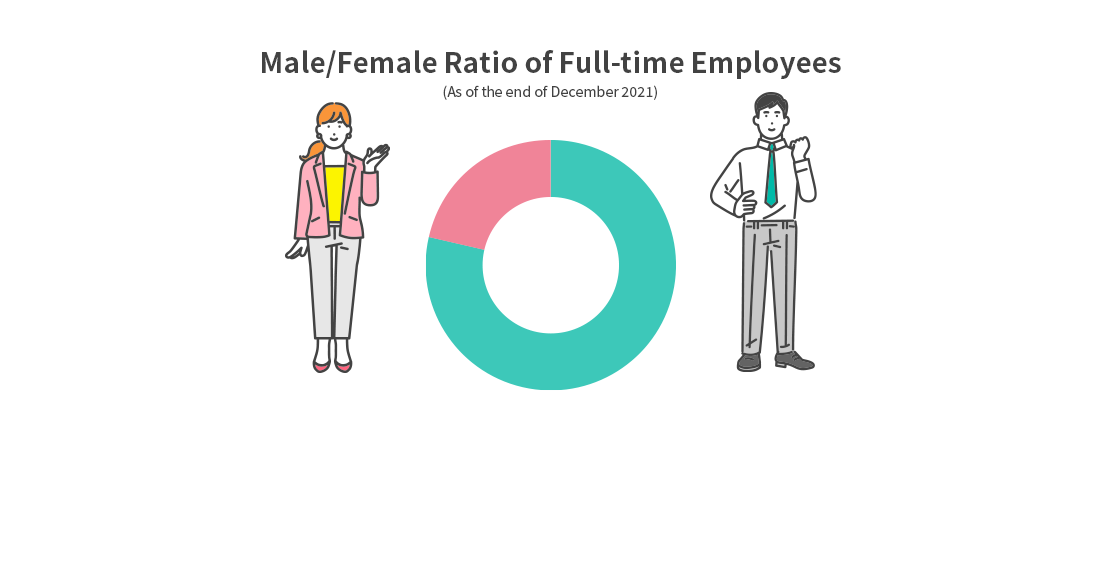 Male/Female Ratio of Full-time Employees
(As of the end of December 2021)